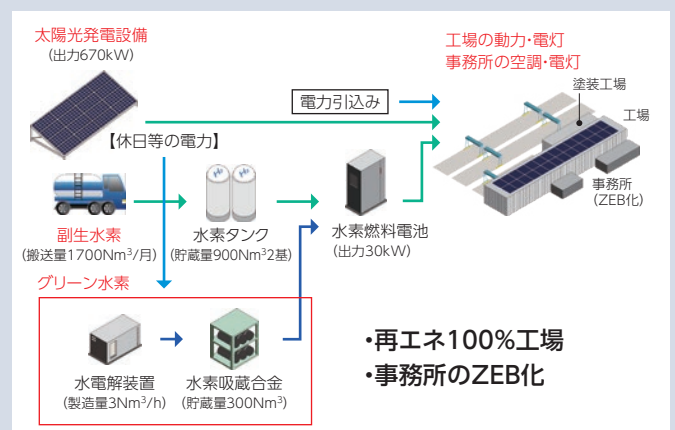 太陽光発電設備
(出力670kW)
工場の動力・電灯
事務所の空調・電灯
電力引込み
塗装工場
工場
【休日等の電力】
事務所
(ZEB化)
副生水素
(搬送量1700Nm³/月)
水素タンク
(貯蔵量900Nm³2基)
水素燃料電池
(出力30kW)
グリーン水素
水電解装置
(製造量3Nm³/h)
水素吸蔵合金
(貯蔵量300Nm³)
・再エネ100%工場
・事務所のZEB化